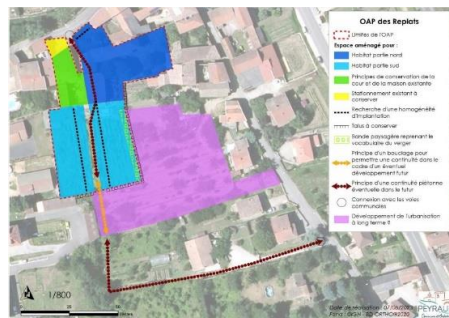 OAP des Replats
Limites de l'OAP
Espace aménagé pour :
Habitat partie nord
Habitat partie sud
Principes de conservation de la
cour et de la maison existante
Stationnement existant à
conserver
Recherche d'une homogénéité
d'implantation
Talus à conserver
Bande paysagère reprenant le
vocabulaire du verger
Principe d'un bouclage pour
permettre une continuité dans le
cadre d'un éventuel
développement futur
Principe d'une continuité piétonne
éventuelle dans le futur
Connexion avec les voies
communales
Développement de l'urbanisation
à long terme
1/800
PEYRAU